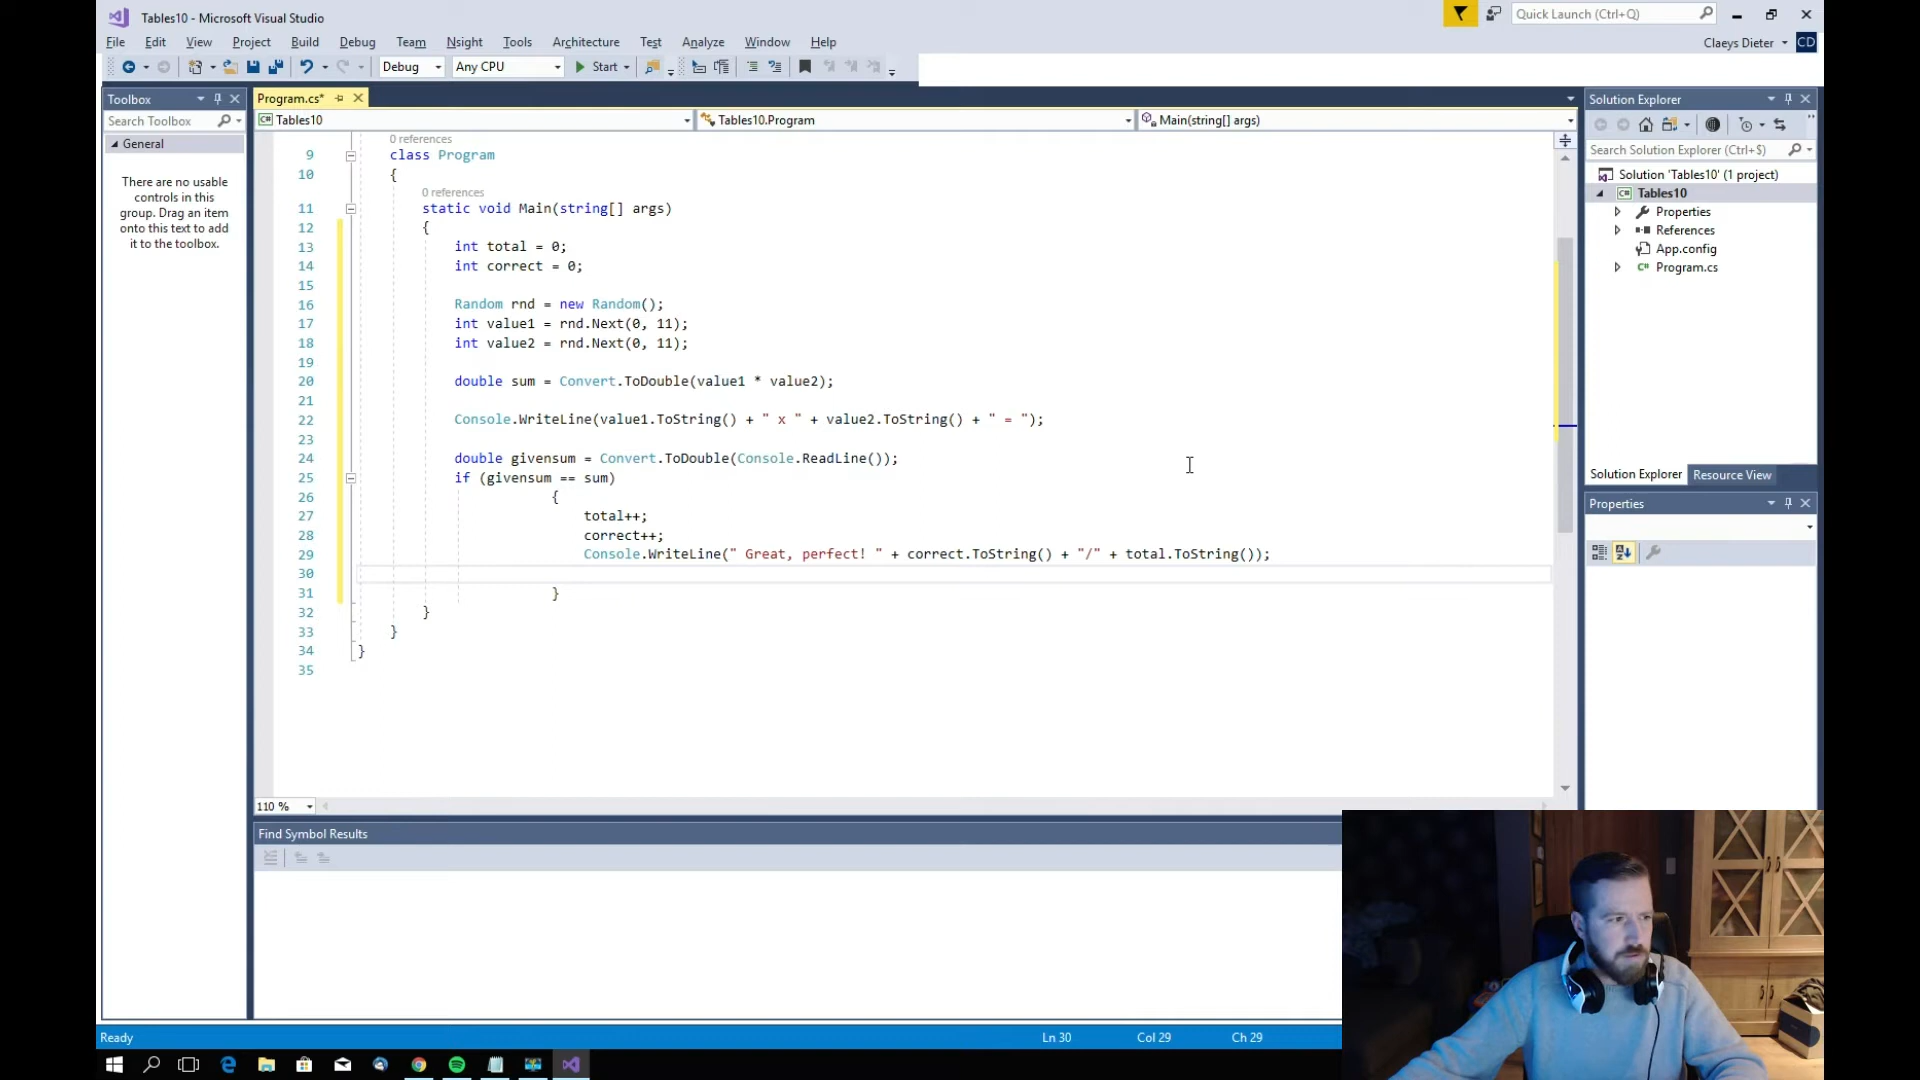 Tables10 - Microsoft Visual Studio
Quick Launch (Ctrl+Q)
File Edit View Project Build Debug Team Nsight Tools Architecture Test Analyze Window Help
Claeys Dieter CD
Debug Any CPU Start
Toolbox
Search Toolbox
General
There are no usable
controls in this
group. Drag an item
onto this text to add
it to the toolbox.
Program.cs*
Tables10 Tables10.Program Main(string[] args)
0 references
9 class Program
10 {
0 references
11 static void Main(string[] args)
12 {
13 int total = 0;
14 int correct = 0;
15
16 Random rnd = new Random();
17 int value1 = rnd.Next(0, 11);
18 int value2 = rnd.Next(0, 11);
19
20 double sum = Convert.ToDouble(value1 * value2);
21
22 Console.WriteLine(value1.ToString() + " x " + value2.ToString() + " = ");
23
24 double givensum = Convert.ToDouble(Console.ReadLine());
25 if (givensum == sum)
26 {
27 total++;
28 correct++;
29 Console.WriteLine(" Great, perfect! " + correct.ToString() + "/" + total.ToString());
30
31 }
32 }
33 }
34 }
35
110 %
Find Symbol Results
Solution Explorer
Search Solution Explorer (Ctrl+$)
Solution 'Tables10' (1 project)
Tables10
Properties
References
App.config
Program.cs
Solution Explorer Resource View
Properties
Ready Ln 30 Col 29 Ch 29